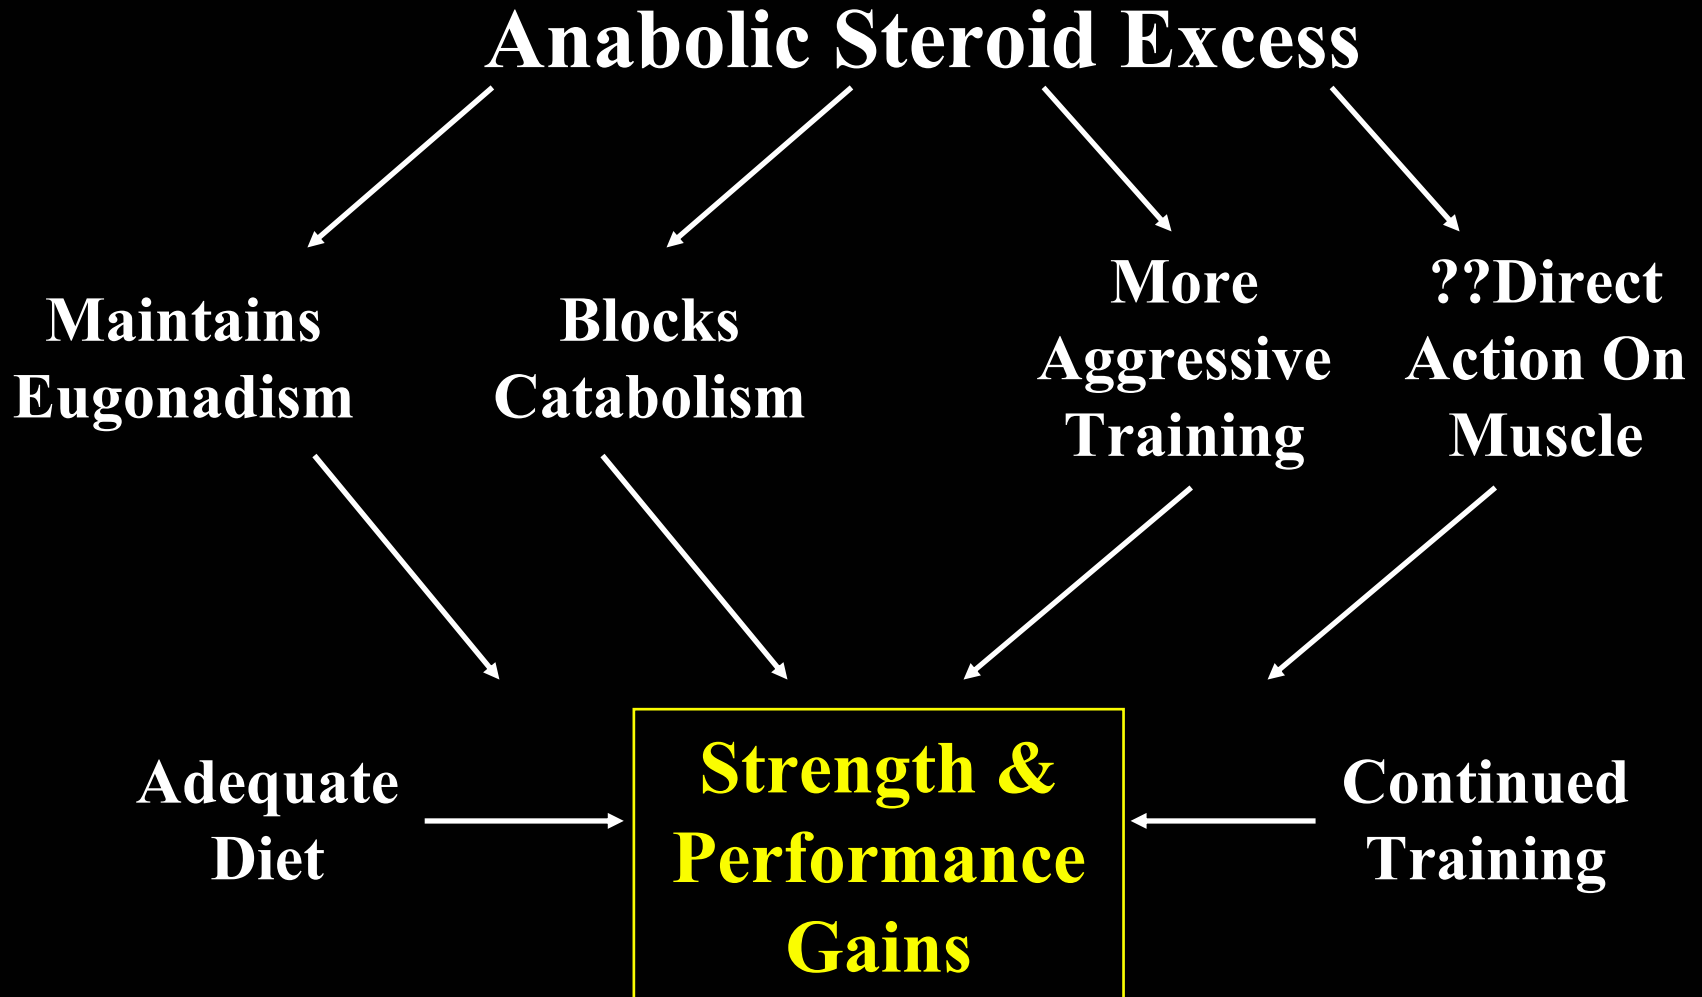 Anabolic Steroid Excess
Maintains
Eugonadism
Blocks
Catabolism
More
Aggressive
Training
??Direct
Action On
Muscle
Adequate
Diet
Strength &
Performance
Gains
Continued
Training